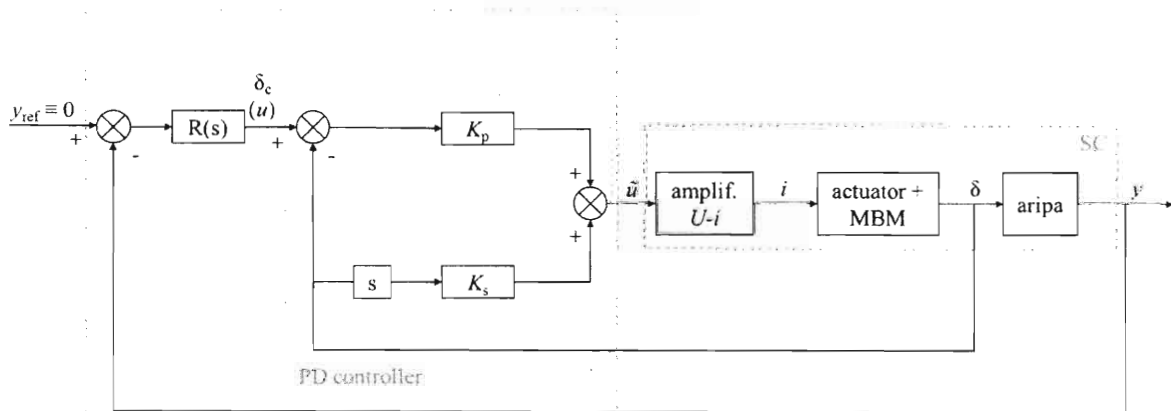 y_ref ≡ 0
+
-
R(s)
δ_c
(u)
+
-
K_p
+
+
s
K_s
ũ
amplif.
U-i
i
actuator +
MBM
δ
aripa
SC
y
PD controller